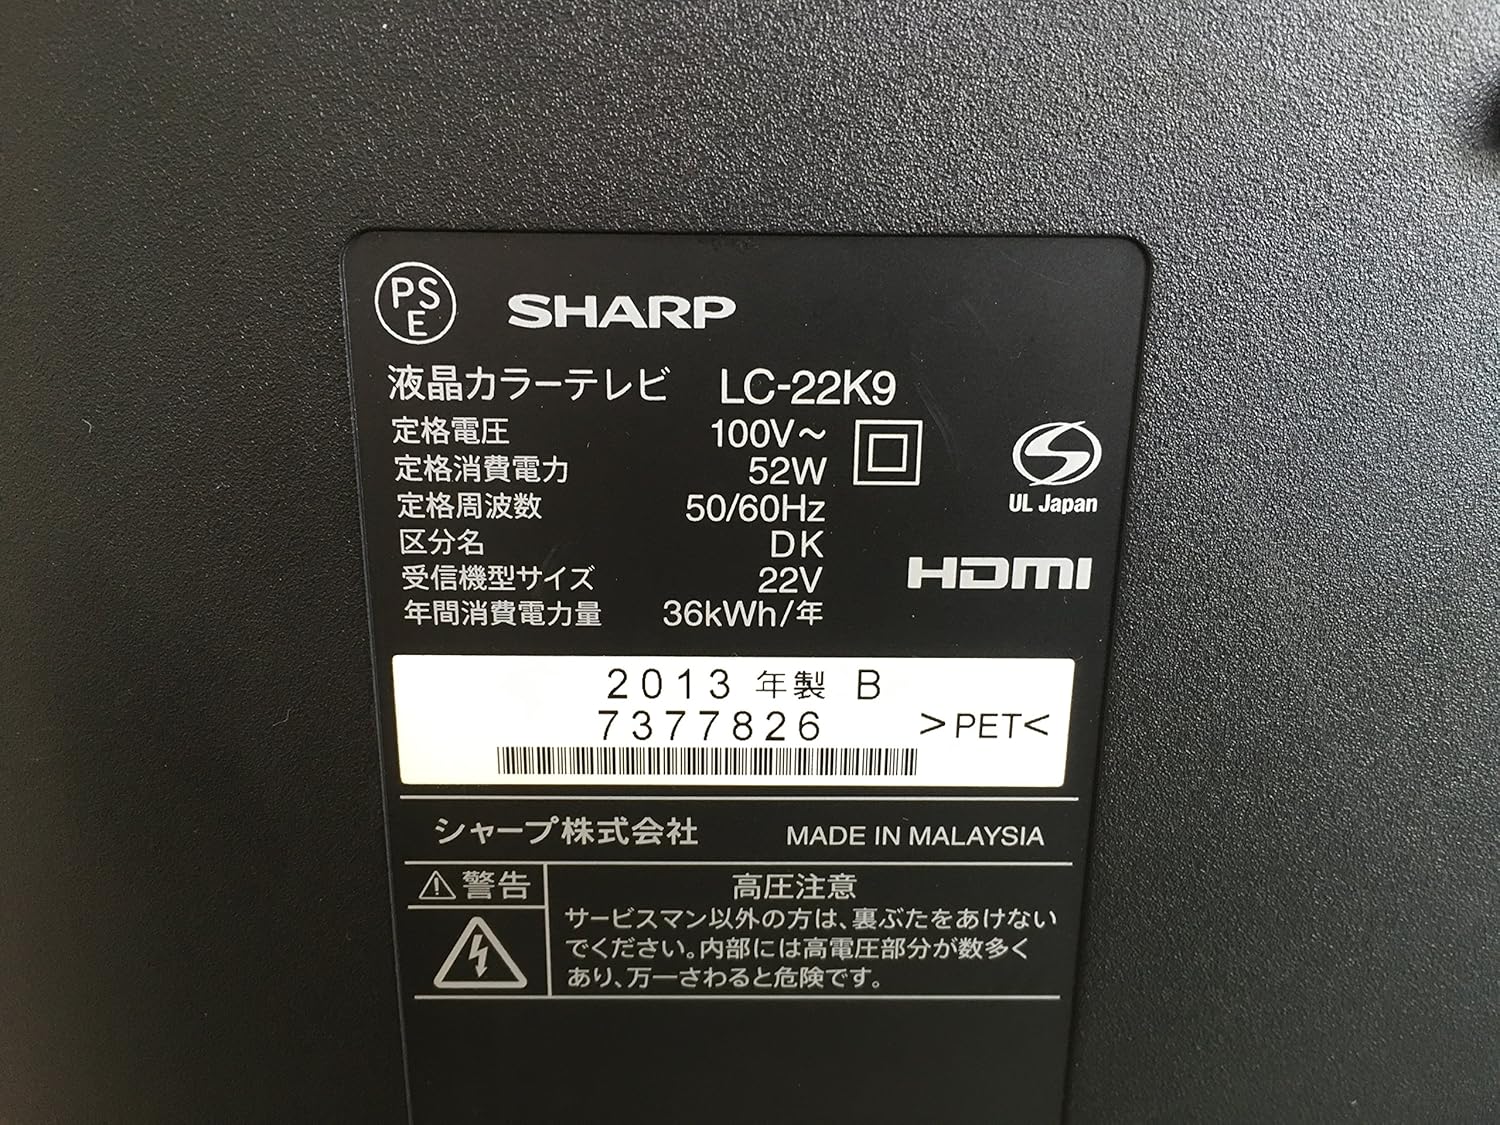 PS
E
SHARP
液晶カラーテレビ LC-22K9
定格電圧 100V～
定格消費電力 52W
定格周波数 50/60Hz
区分名 DK
受信機型サイズ 22V
年間消費電力量 36kWh/年
UL Japan
HDMI
2013 年製 B
7377826 >PET<
シャープ株式会社 MADE IN MALAYSIA
警告
高圧注意
サービスマン以外の方は、裏ぶたをあけない
でください。内部には高電圧部分が数多く
あり、万一さわると危険です。